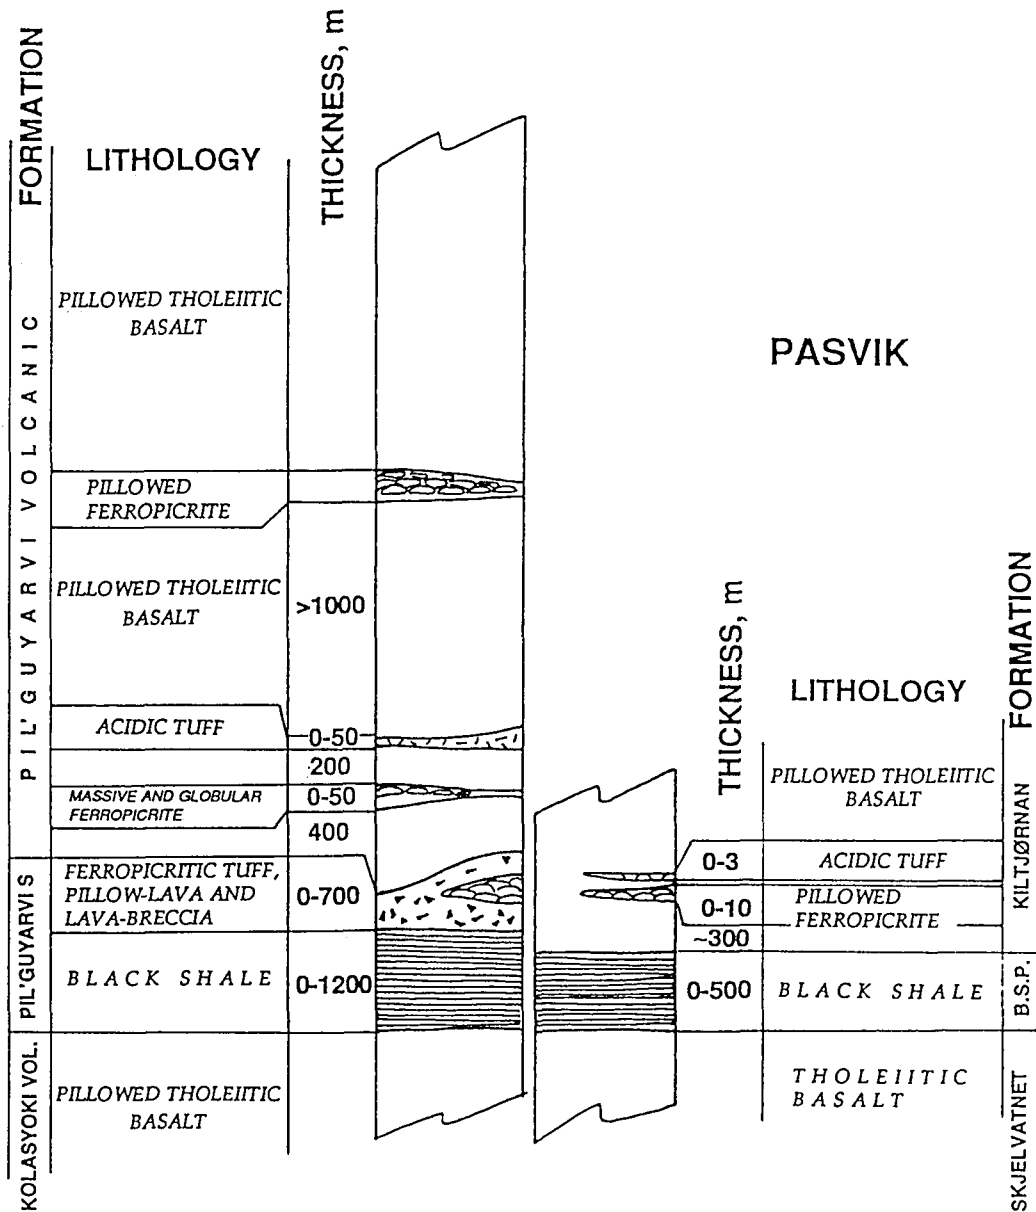 FORMATION
LITHOLOGY
THICKNESS, m
PIL'GUYARVI VOLCANIC
PILLOWED THOLEIITIC
BASALT
PILLOWED
FERROPICRITE
PILLOWED THOLEIITIC
BASALT
>1000
ACIDIC TUFF
0-50
200
MASSIVE AND GLOBULAR
FERROPICRITE
0-50
400
PIL'GUYARVI S
FERROPICRITIC TUFF,
PILLOW-LAVA AND
LAVA-BRECCIA
0-700
BLACK SHALE
0-1200
KOLASYOKI VOL.
PILLOWED THOLEIITIC
BASALT
PASVIK
THICKNESS, m
LITHOLOGY
FORMATION
PILLOWED THOLEIITIC
BASALT
KILTJØRNAN
0-3
ACIDIC TUFF
0-10
PILLOWED
FERROPICRITE
~300
0-500
BLACK SHALE
B.S.P.
THOLEIITIC
BASALT
SKJELVATNET